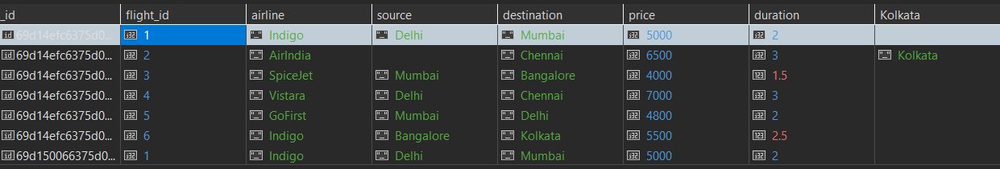 _id flight_id airline source destination price duration Kolkata
69d14efc6375d0... 1 Indigo Delhi Mumbai 5000 2
69d14efc6375d0... 2 AirIndia Chennai 6500 3 Kolkata
69d14efc6375d0... 3 SpiceJet Mumbai Bangalore 4000 1.5
69d14efc6375d0... 4 Vistara Delhi Chennai 7000 3
69d14efc6375d0... 5 GoFirst Mumbai Delhi 4800 2
69d14efc6375d0... 6 Indigo Bangalore Kolkata 5500 2.5
69d150066375d0... 1 Indigo Delhi Mumbai 5000 2